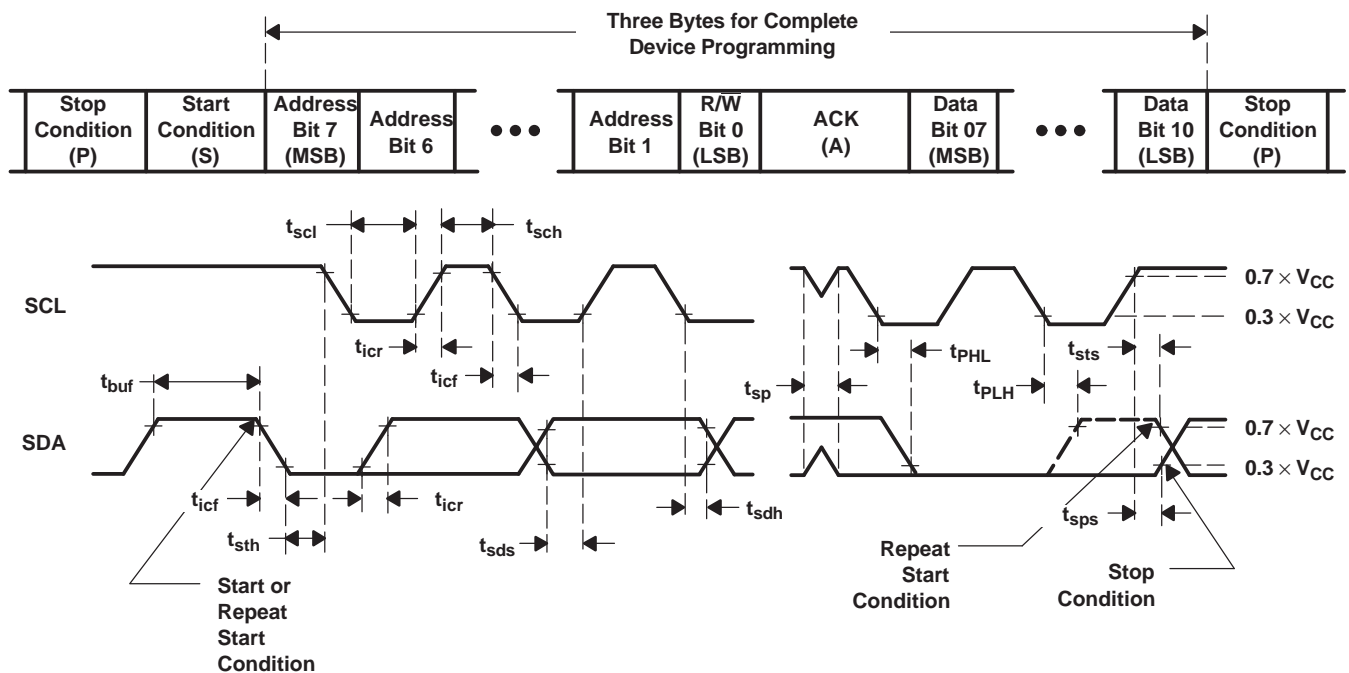 Three Bytes for Complete
Device Programming
Stop
Condition
(P)
Start
Condition
(S)
Address
Bit 7
(MSB)
Address
Bit 6
•••
Address
Bit 1
R/W̅
Bit 0
(LSB)
ACK
(A)
Data
Bit 07
(MSB)
•••
Data
Bit 10
(LSB)
Stop
Condition
(P)
tscl
tsch
SCL
0.7 × VCC
0.3 × VCC
ticr
ticf
tPHL
tsts
tbuf
tsp
tPLH
SDA
0.7 × VCC
0.3 × VCC
ticf
ticr
tsth
tsds
tsdh
tsps
Start or
Repeat
Start
Condition
Repeat
Start
Condition
Stop
Condition